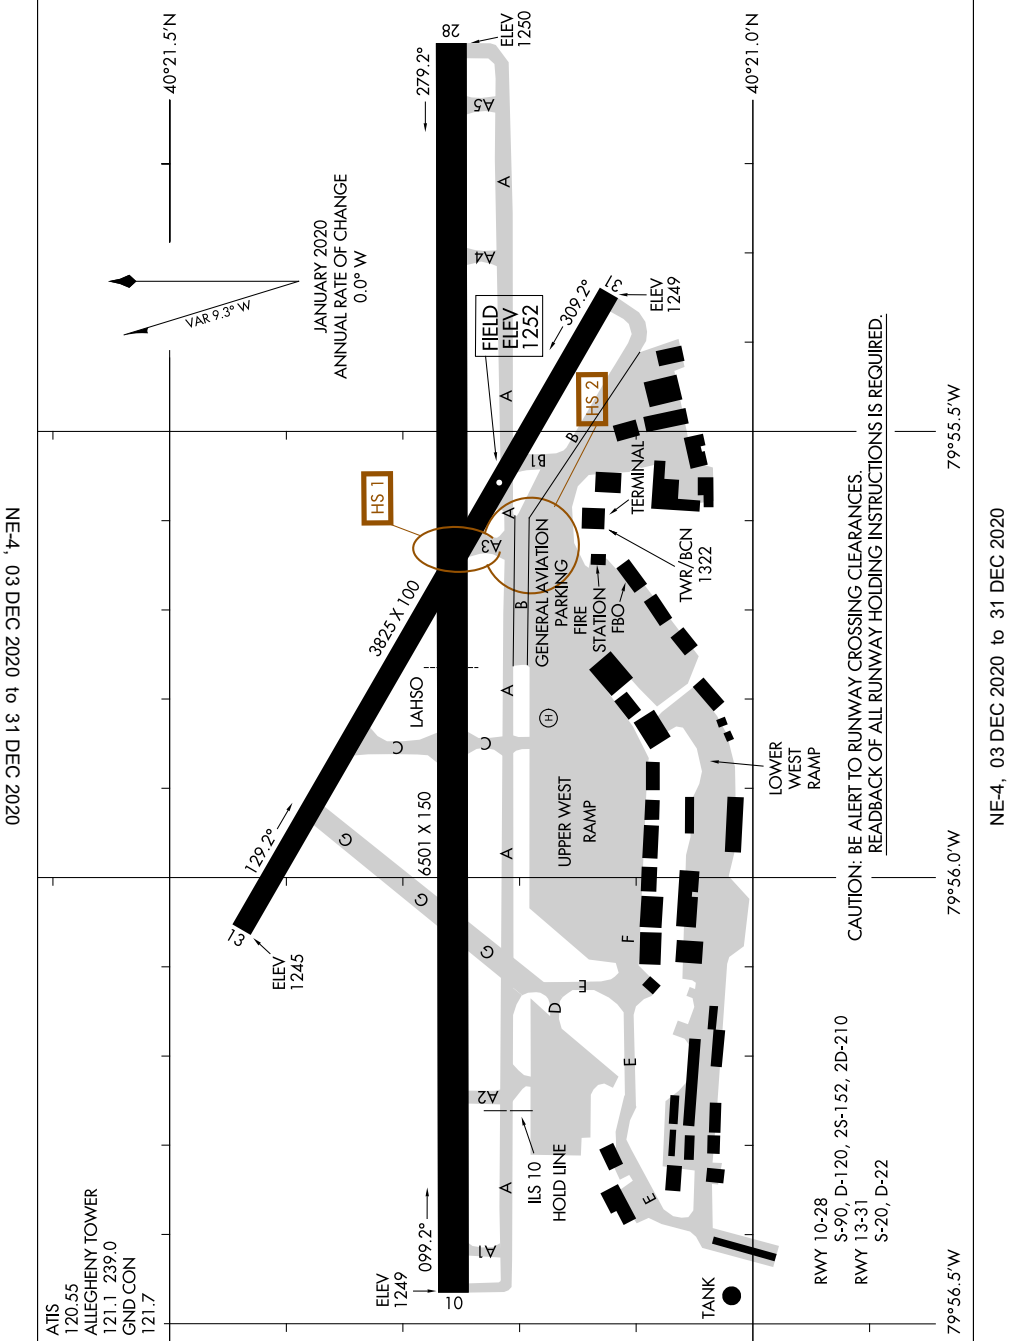 ATIS
120.55
ALLEGHENY TOWER
121.1 239.0
GND CON
121.7
NE-4, 03 DEC 2020 to 31 DEC 2020
NE-4, 03 DEC 2020 to 31 DEC 2020
40°21.5'N
40°21.0'N
79°55.5'W
79°56.0'W
79°56.5'W
VAR 9.3° W
JANUARY 2020
ANNUAL RATE OF CHANGE
0.0° W
28
ELEV
1250
279.2°
A5
A
A4
FIELD
ELEV
1252
309.2°
31
ELEV
1249
A
HS 2
B
B1
HS 1
A
A3
TERMINAL
TWR/BCN
1322
GENERAL AVIATION
PARKING
B
FIRE
STATION
FBO
3825 X 100
LAHSO
A
H
C
C
LOWER
WEST
RAMP
UPPER WEST
RAMP
6501 X 150
A
129.2°
G
G
G
13
ELEV
1245
F
E
D
E
A2
ILS 10
HOLD LINE
A
E
A1
099.2°
ELEV
1249
10
TANK
RWY 10-28
S-90, D-120, 2S-152, 2D-210
RWY 13-31
S-20, D-22
CAUTION: BE ALERT TO RUNWAY CROSSING CLEARANCES.
READBACK OF ALL RUNWAY HOLDING INSTRUCTIONS IS REQUIRED.